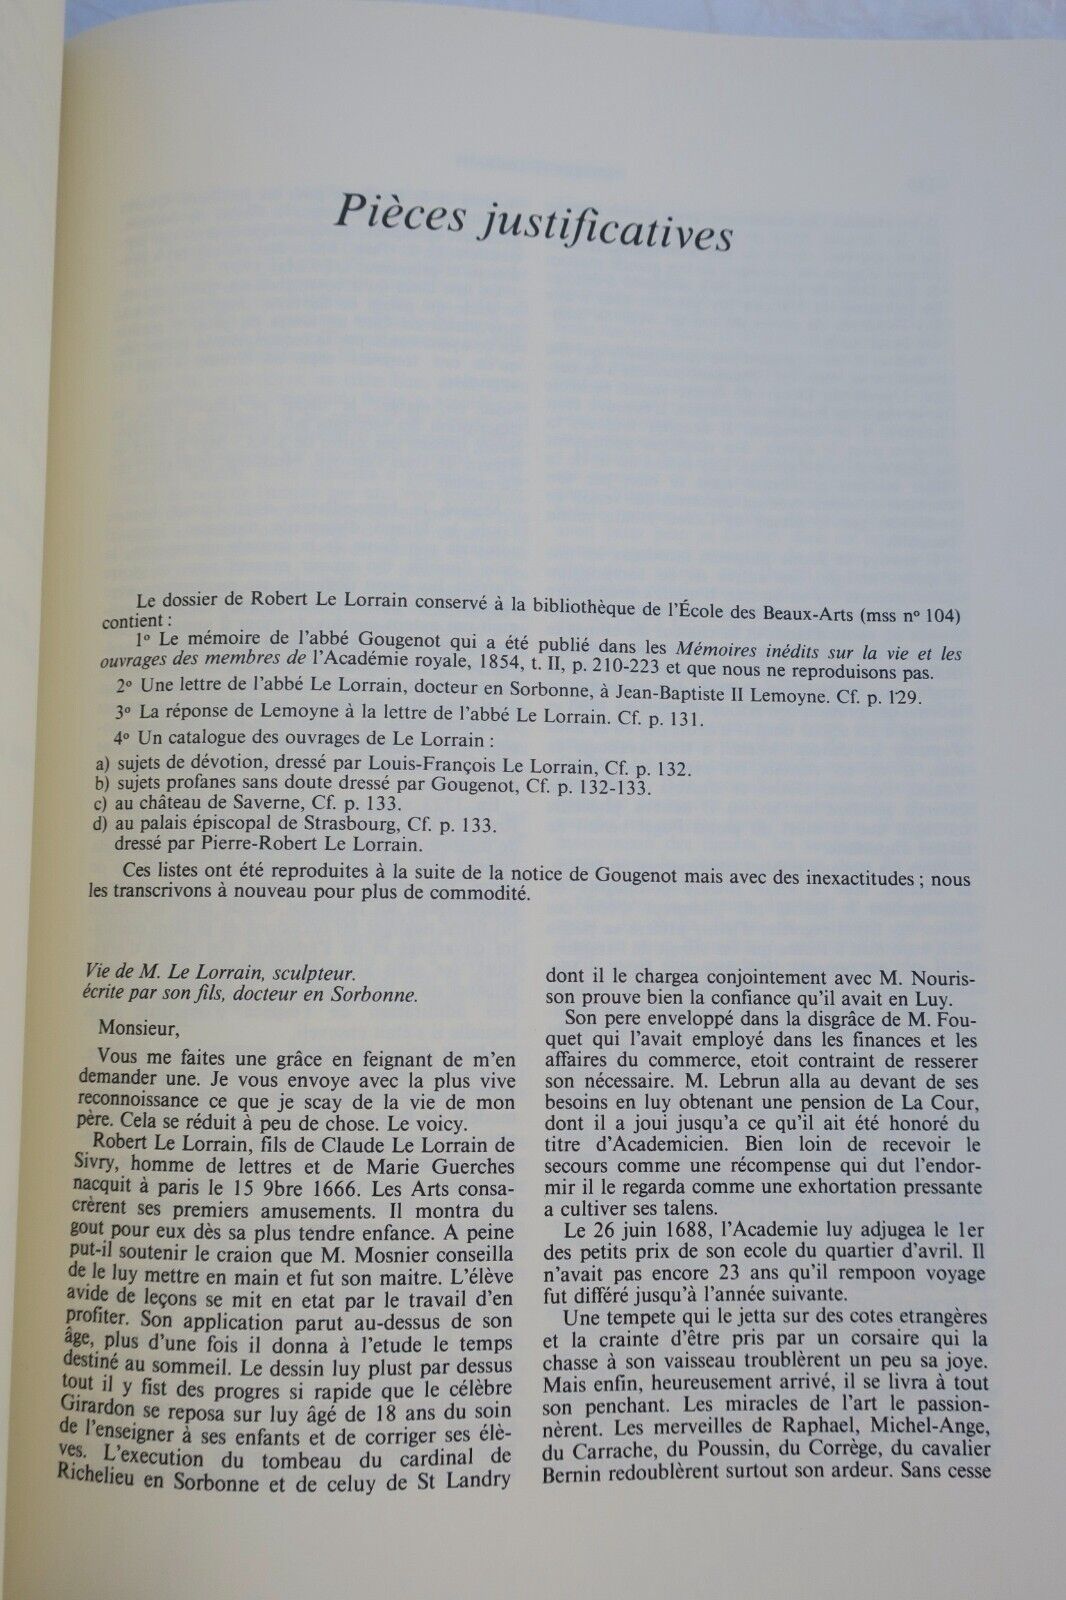 Pièces justificatives
Le dossier de Robert Le Lorrain conservé à la bibliothèque de l'École des Beaux-Arts (mss nº 104)
contient :
1º Le mémoire de l'abbé Gougenot qui a été publié dans les Mémoires inédits sur la vie et les
ouvrages des membres de l'Académie royale, 1854, t. II, p. 210-223 et que nous ne reproduisons pas.
2º Une lettre de l'abbé Le Lorrain, docteur en Sorbonne, à Jean-Baptiste II Lemoyne. Cf. p. 129.
3º La réponse de Lemoyne à la lettre de l'abbé Le Lorrain. Cf. p. 131.
4º Un catalogue des ouvrages de Le Lorrain :
a) sujets de dévotion, dressé par Louis-François Le Lorrain, Cf. p. 132.
b) sujets profanes sans doute dressé par Gougenot, Cf. p. 132-133.
c) au château de Saverne, Cf. p. 133.
d) au palais épiscopal de Strasbourg, Cf. p. 133.
dressé par Pierre-Robert Le Lorrain.
Ces listes ont été reproduites à la suite de la notice de Gougenot mais avec des inexactitudes ; nous
les transcrivons à nouveau pour plus de commodité.
Vie de M. Le Lorrain, sculpteur.
écrite par son fils, docteur en Sorbonne.
Monsieur,
Vous me faites une grâce en feignant de m'en
demander une. Je vous envoye avec la plus vive
reconnoissance ce que je scay de la vie de mon
père. Cela se réduit à peu de chose. Le voicy.
Robert Le Lorrain, fils de Claude Le Lorrain de
Sivry, homme de lettres et de Marie Guerches
nacquit à paris le 15 9bre 1666. Les Arts consa-
crèrent ses premiers amusements. Il montra du
gout pour eux dès sa plus tendre enfance. A peine
put-il soutenir le craion que M. Mosnier conseilla
de le luy mettre en main et fut son maitre. L'élève
avide de leçons se mit en etat par le travail d'en
profiter. Son application parut au-dessus de son
âge, plus d'une fois il donna à l'etude le temps
destiné au sommeil. Le dessin luy plust par dessus
tout il y fist des progres si rapide que le célèbre
Girardon se reposa sur luy âgé de 18 ans du soin
de l'enseigner à ses enfants et de corriger ses élè-
ves. L'execution du tombeau du cardinal de
Richelieu en Sorbonne et de celuy de St Landry
dont il le chargea conjointement avec M. Nouris-
son prouve bien la confiance qu'il avait en Luy.
Son pere enveloppé dans la disgrâce de M. Fou-
quet qui l'avait employé dans les finances et les
affaires du commerce, etoit contraint de resserer
son nécessaire. M. Lebrun alla au devant de ses
besoins en luy obtenant une pension de La Cour,
dont il a joui jusqu'a ce qu'il ait été honoré du
titre d'Academicien. Bien loin de recevoir le
secours comme une récompense qui dut l'endor-
mir il le regarda comme une exhortation pressante
a cultiver ses talens.
Le 26 juin 1688, l'Academie luy adjugea le 1er
des petits prix de son ecole du quartier d'avril. Il
n'avait pas encore 23 ans qu'il rempoon voyage
fut différé jusqu'à l'année suivante.
Une tempete qui le jetta sur des cotes etrangères
et la crainte d'être pris par un corsaire qui la
chasse à son vaisseau troublèrent un peu sa joye.
Mais enfin, heureusement arrivé, il se livra à tout
son penchant. Les miracles de l'art le passion-
nèrent. Les merveilles de Raphael, Michel-Ange,
du Carrache, du Poussin, du Corrège, du cavalier
Bernin redoublèrent surtout son ardeur. Sans cesse